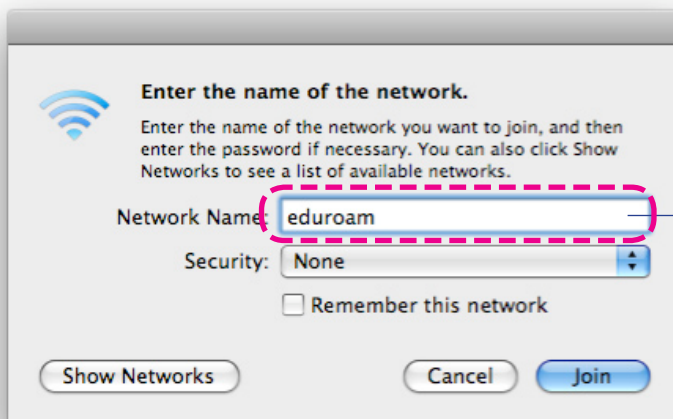 Enter the name of the network.
Enter the name of the network you want to join, and then
enter the password if necessary. You can also click Show
Networks to see a list of available networks.
Network Name: eduroam
Security: None
Remember this network
Show Networks Cancel Join